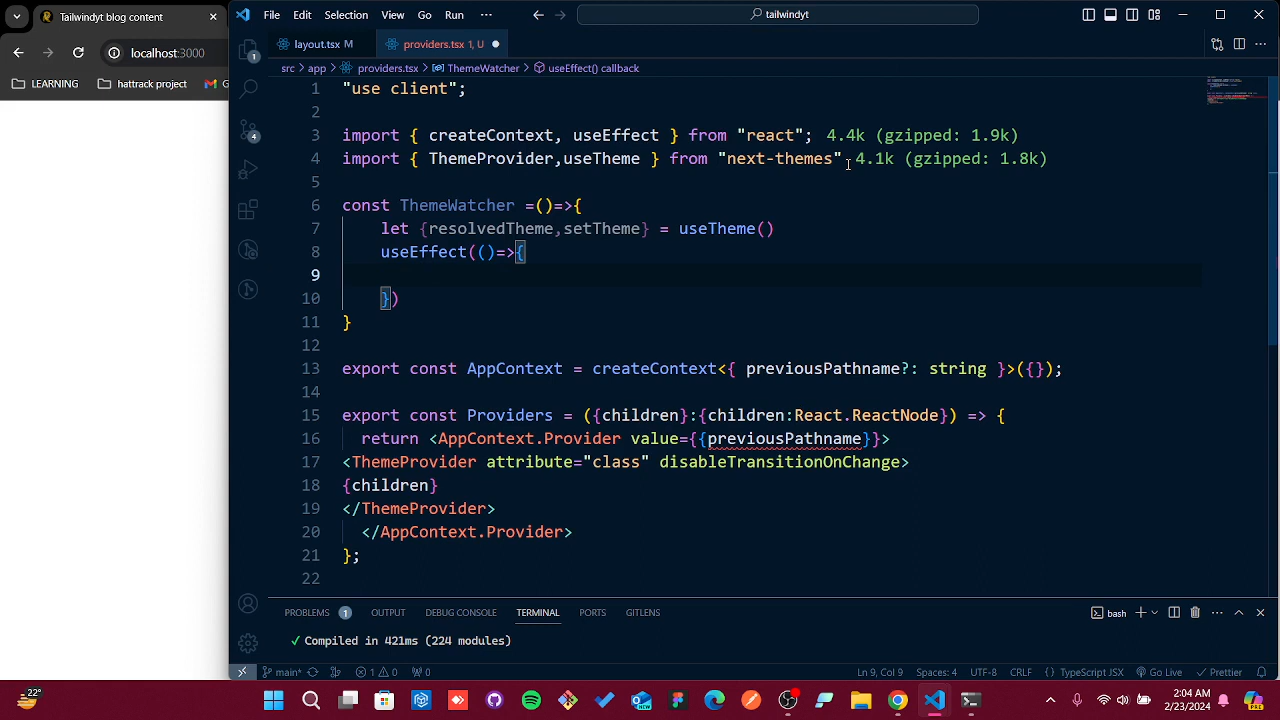 Tailwindyt blog content
localhost:3000
LEARNING
hattrack project
G
File Edit Selection View Go Run ···
tailwindyt
layout.tsx M
providers.tsx 1, U
src > app > providers.tsx > ThemeWatcher > useEffect() callback
1 "use client";
2
3 import { createContext, useEffect } from "react"; 4.4k (gzipped: 1.9k)
4 import { ThemeProvider,useTheme } from "next-themes" 4.1k (gzipped: 1.8k)
5
6 const ThemeWatcher =()=>{
7 let {resolvedTheme,setTheme} = useTheme()
8 useEffect(()=>{
9
10 })
11 }
12
13 export const AppContext = createContext<{ previousPathname?: string }>({});
14
15 export const Providers = ({children}:{children:React.ReactNode}) => {
16 return <AppContext.Provider value={{previousPathname}}>
17 <ThemeProvider attribute="class" disableTransitionOnChange>
18 {children}
19 </ThemeProvider>
20 </AppContext.Provider>
21 };
22
1
4
PROBLEMS 1 OUTPUT DEBUG CONSOLE TERMINAL PORTS GITLENS
bash
✓ Compiled in 421ms (224 modules)
main* 1 0 0
Ln 9, Col 9 Spaces: 4 UTF-8 CRLF {} TypeScript JSX Go Live ✓ Prettier
22°
NEW
2:04 AM
2/23/2024
PRE